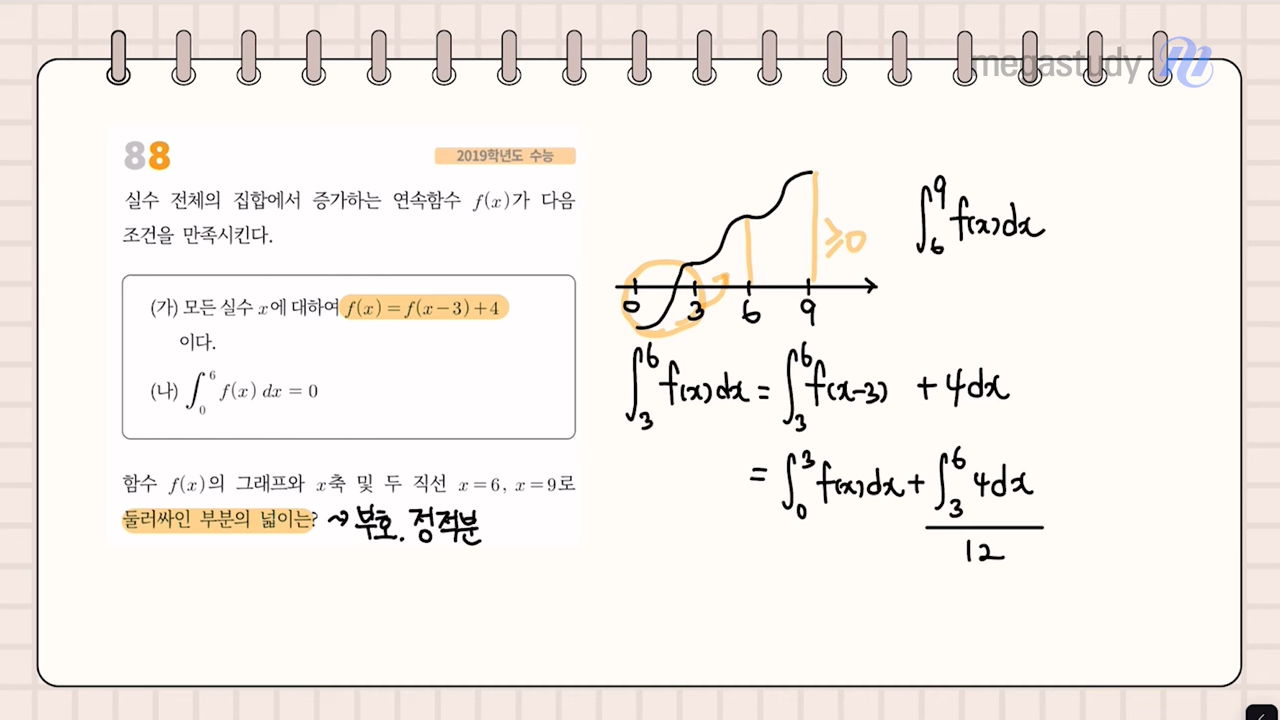 megastudy
88
2019학년도 수능
실수 전체의 집합에서 증가하는 연속함수 f(x)가 다음
조건을 만족시킨다.
(가) 모든 실수 x에 대하여 f(x)=f(x−3)+4
이다.
(나) ∫₀⁶ f(x) dx = 0
함수 f(x)의 그래프와 x축 및 두 직선 x=6, x=9로
둘러싸인 부분의 넓이는? ⇝ 부호. 정적분
≥0
0 3 6 9
∫₆⁹ f(x)dx
∫₃⁶ f(x)dx = ∫₃⁶ f(x-3) + 4dx
= ∫₀³ f(x)dx + ∫₃⁶ 4dx
12